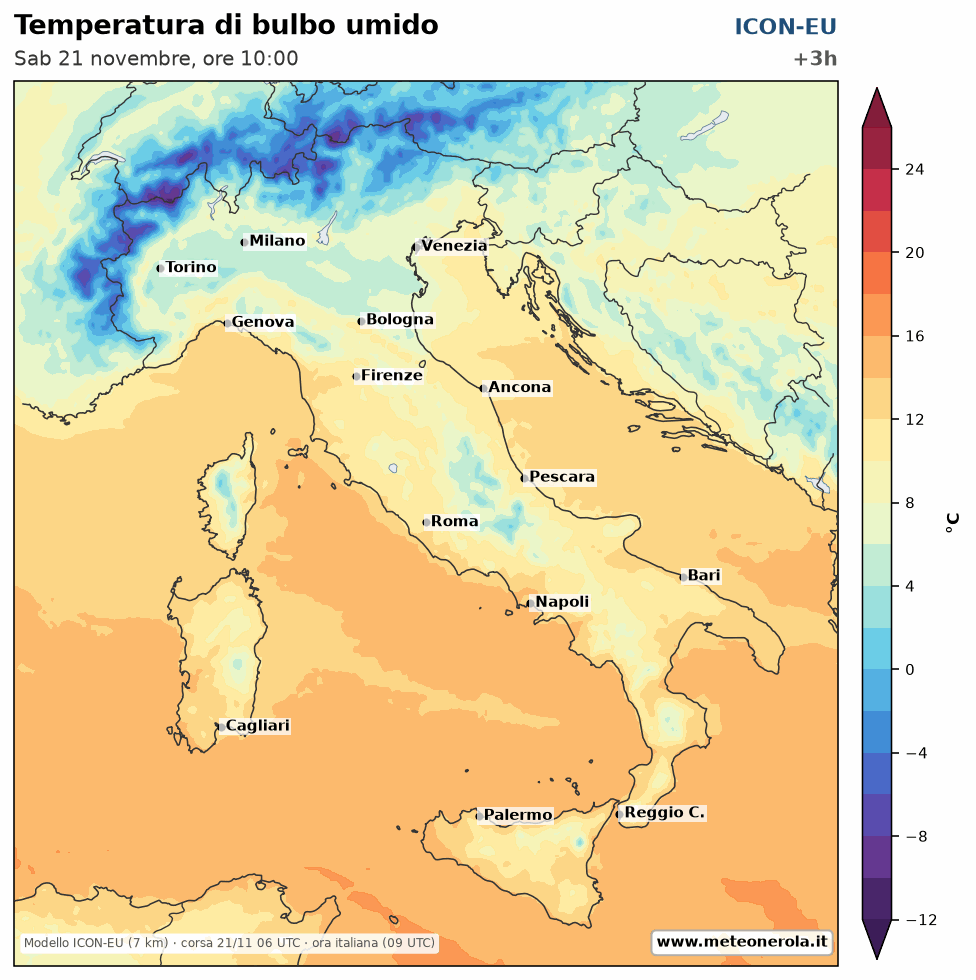 Temperatura di bulbo umido
ICON-EU
Sab 21 novembre, ore 10:00
+3h
Milano
Venezia
Torino
Genova
Bologna
Firenze
Ancona
Pescara
Roma
Bari
Napoli
Cagliari
Palermo
Reggio C.
24
20
16
12
8
4
0
−4
−8
−12
°C
Modello ICON-EU (7 km) · corsa 21/11 06 UTC · ora italiana (09 UTC)
www.meteonerola.it